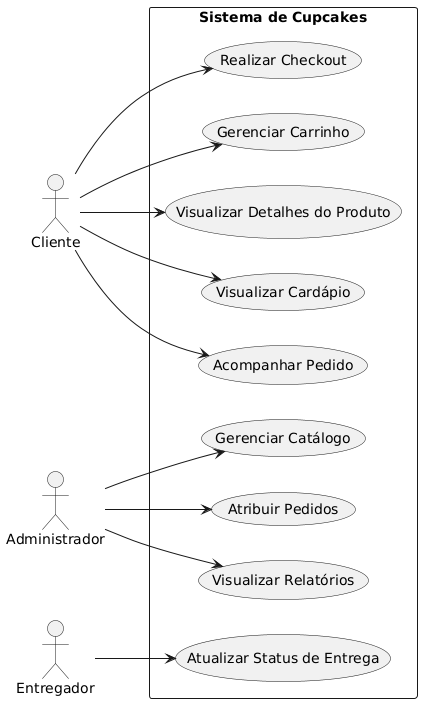 Sistema de Cupcakes
Realizar Checkout
Gerenciar Carrinho
Visualizar Detalhes do Produto
Cliente
Visualizar Cardápio
Acompanhar Pedido
Gerenciar Catálogo
Atribuir Pedidos
Administrador
Visualizar Relatórios
Atualizar Status de Entrega
Entregador